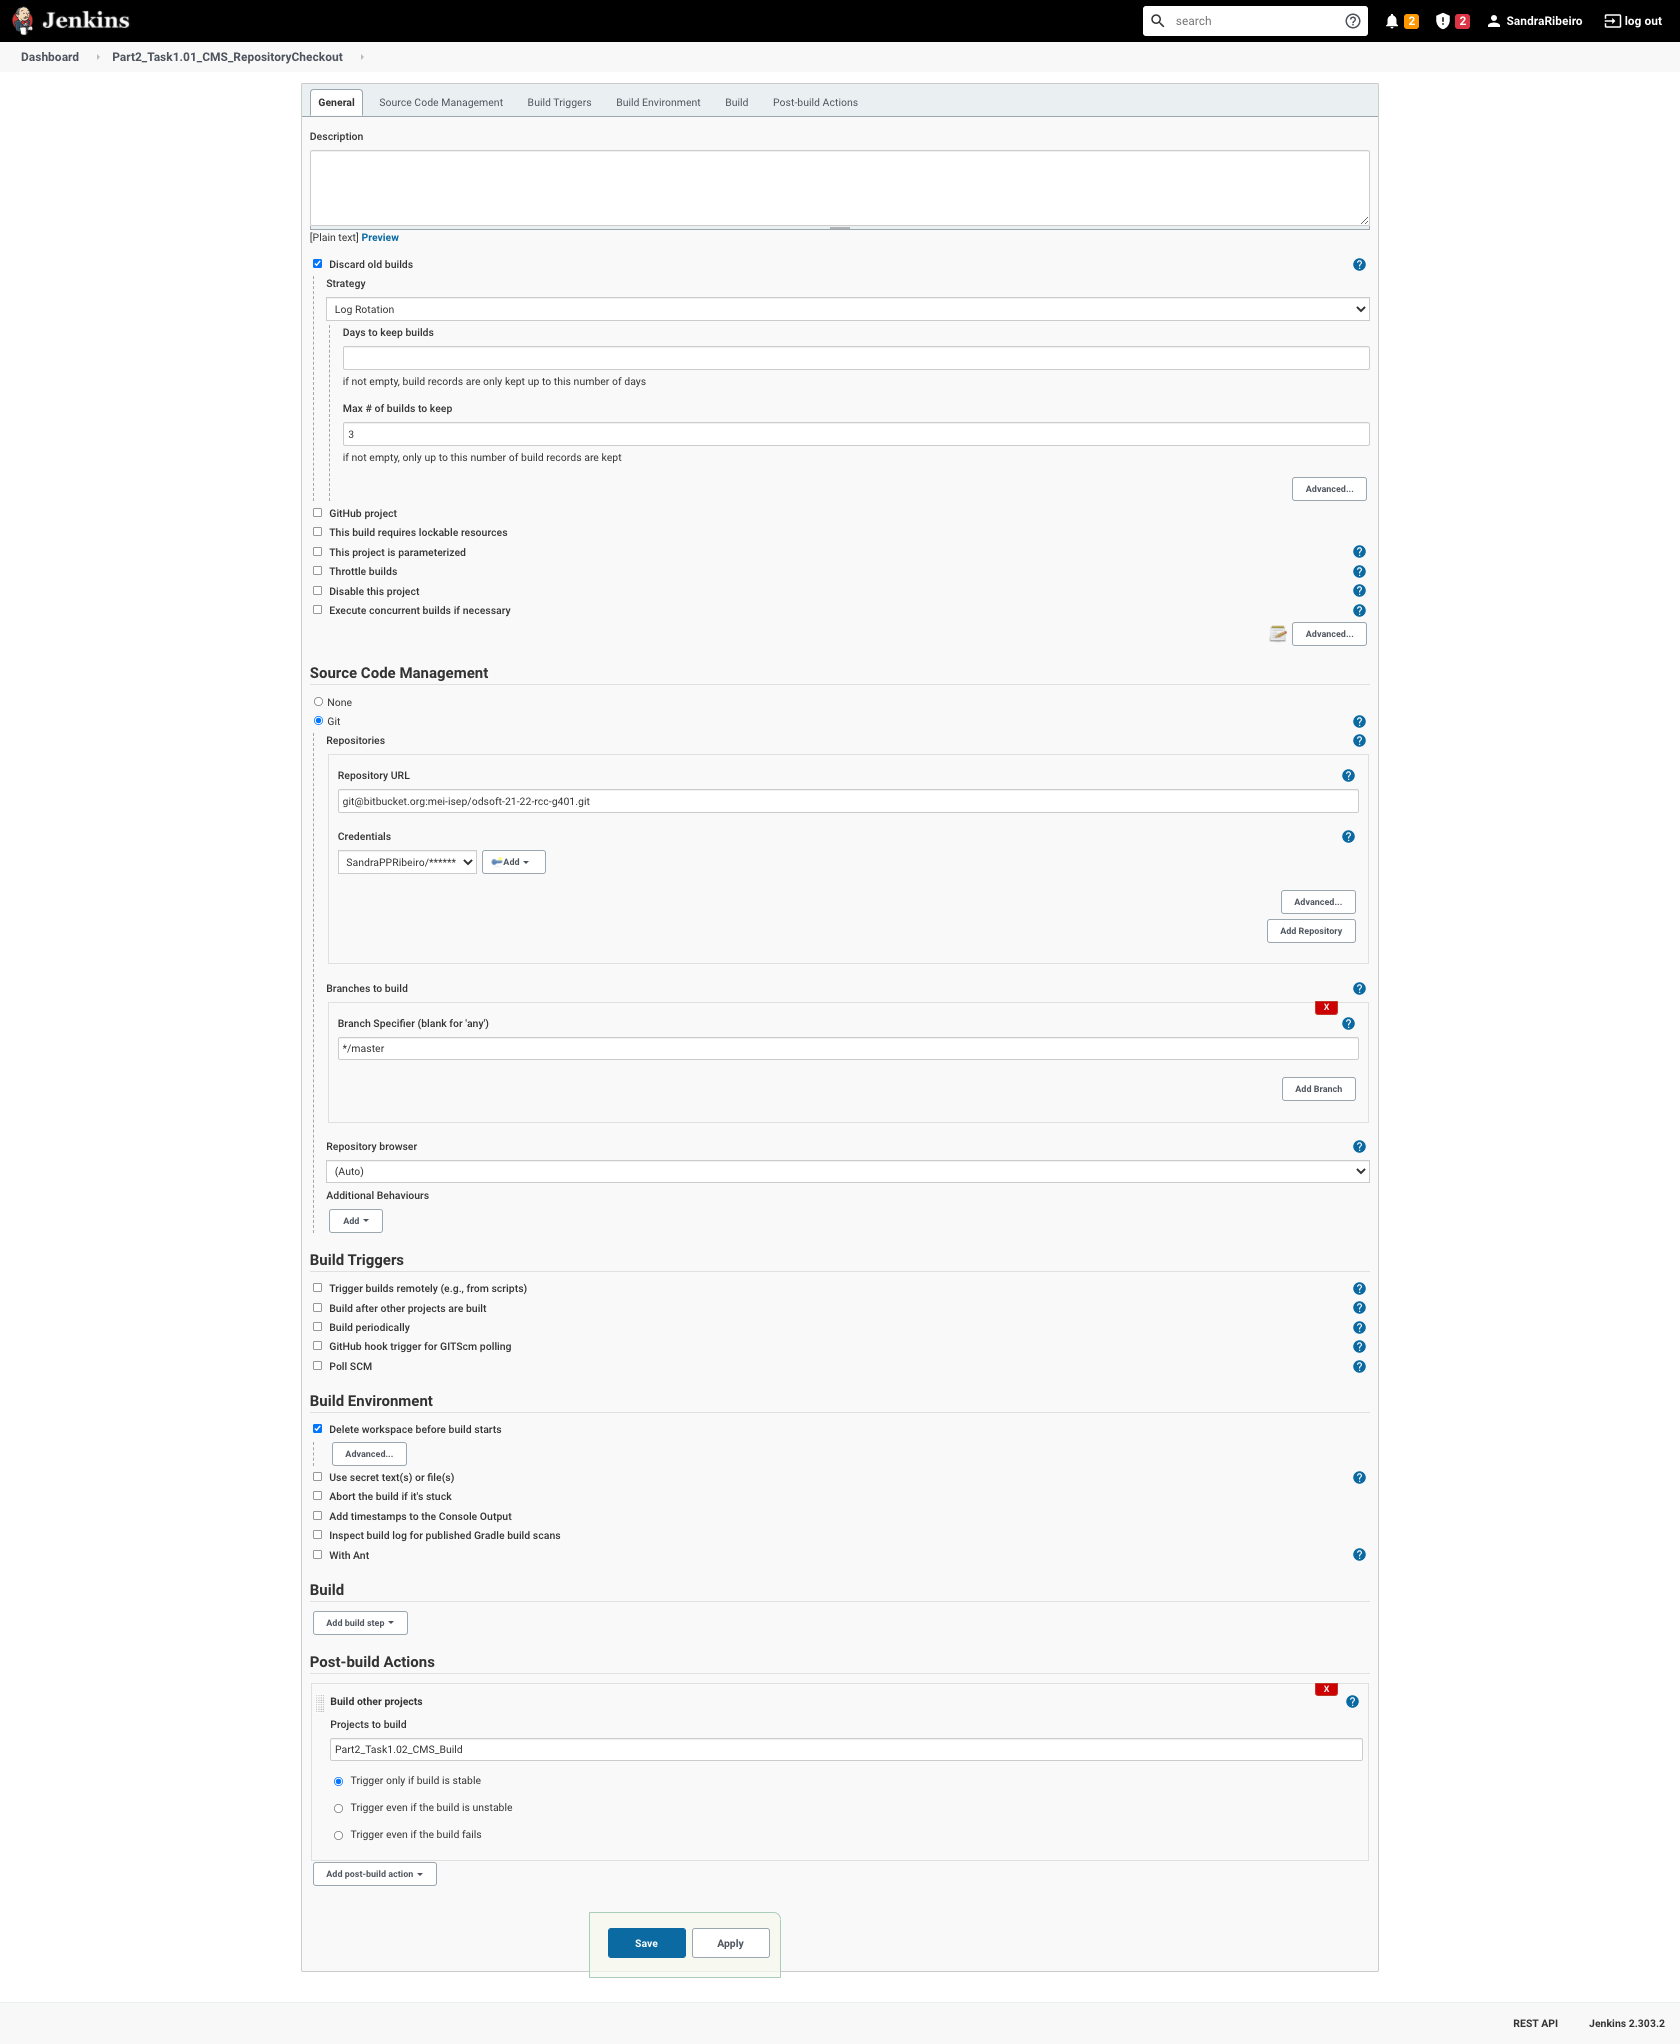 Jenkins
search
2
2
SandraRibeiro
log out
Dashboard
Part2_Task1.01_CMS_RepositoryCheckout
General
Source Code Management
Build Triggers
Build Environment
Build
Post-build Actions
Description
[Plain text] Preview
Discard old builds
Strategy
Log Rotation
Days to keep builds
if not empty, build records are only kept up to this number of days
Max # of builds to keep
3
if not empty, only up to this number of build records are kept
Advanced...
GitHub project
This build requires lockable resources
This project is parameterized
Throttle builds
Disable this project
Execute concurrent builds if necessary
Advanced...
Source Code Management
None
Git
Repositories
Repository URL
git@bitbucket.org:mei-isep/odsoft-21-22-rcc-g401.git
Credentials
SandraPPRibeiro/******
Add
Advanced...
Add Repository
Branches to build
X
Branch Specifier (blank for 'any')
*/master
Add Branch
Repository browser
(Auto)
Additional Behaviours
Add
Build Triggers
Trigger builds remotely (e.g., from scripts)
Build after other projects are built
Build periodically
GitHub hook trigger for GITScm polling
Poll SCM
Build Environment
Delete workspace before build starts
Advanced...
Use secret text(s) or file(s)
Abort the build if it's stuck
Add timestamps to the Console Output
Inspect build log for published Gradle build scans
With Ant
Build
Add build step
Post-build Actions
X
Build other projects
Projects to build
Part2_Task1.02_CMS_Build
Trigger only if build is stable
Trigger even if the build is unstable
Trigger even if the build fails
Add post-build action
Save
Apply
REST API
Jenkins 2.303.2